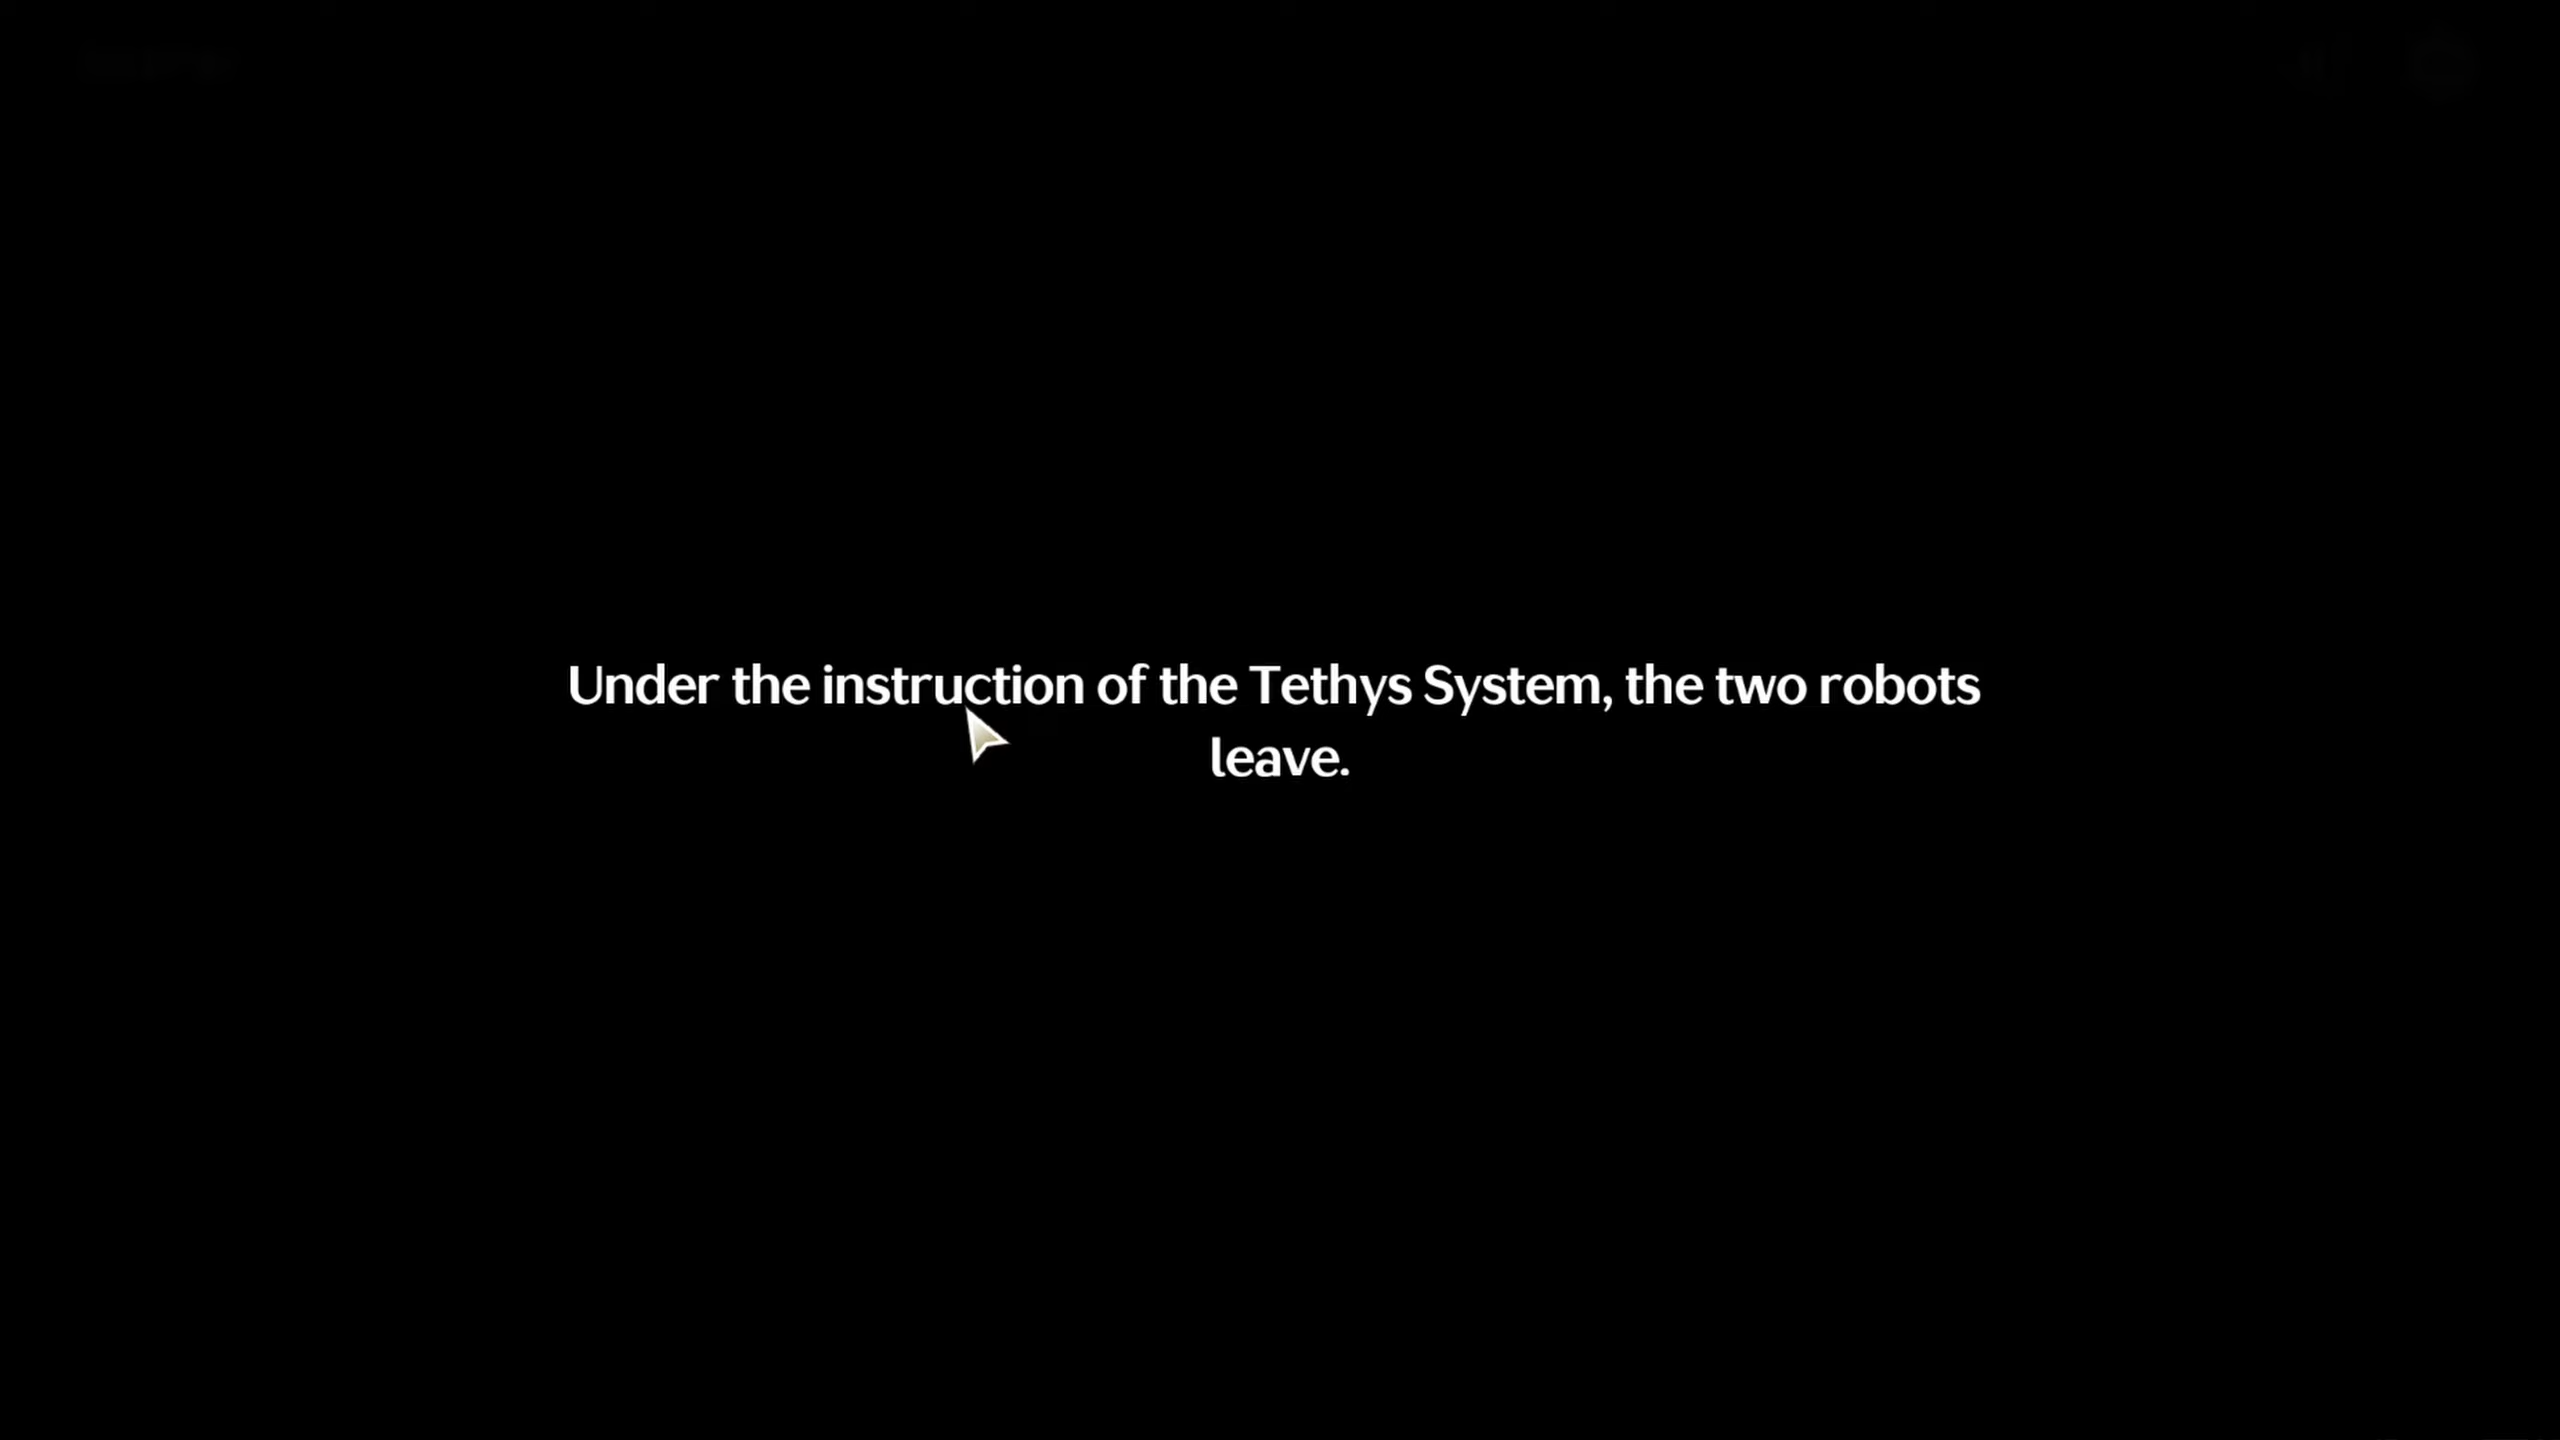 Under the instruction of the Tethys System, the two robots
leave.